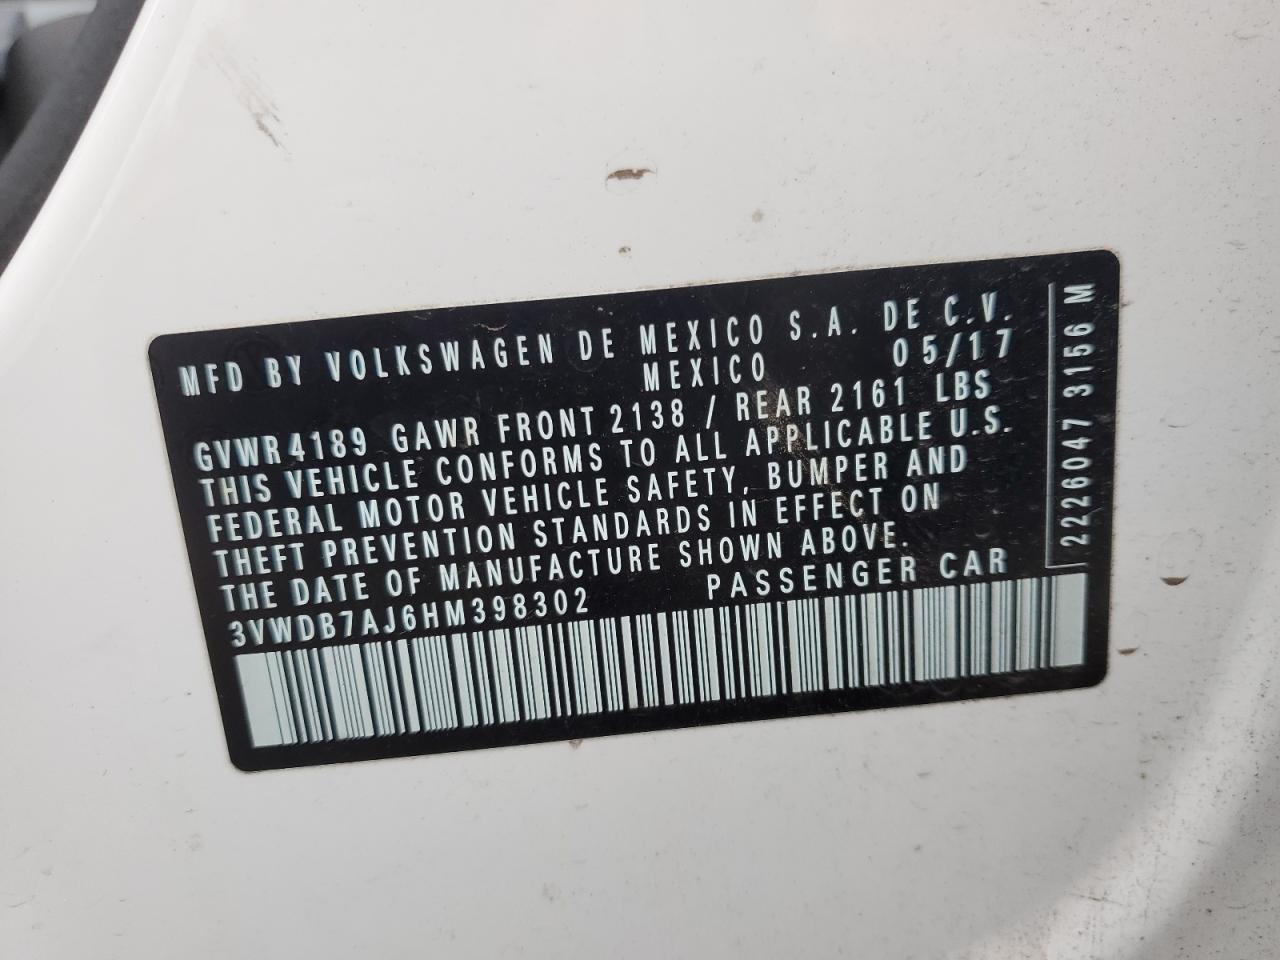 MFD BY VOLKSWAGEN DE MEXICO S.A. DE C.V.
MEXICO 05/17
GVWR 4189 GAWR FRONT 2138 / REAR 2161 LBS
THIS VEHICLE CONFORMS TO ALL APPLICABLE U.S.
FEDERAL MOTOR VEHICLE SAFETY, BUMPER AND
THEFT PREVENTION STANDARDS IN EFFECT ON
THE DATE OF MANUFACTURE SHOWN ABOVE.
3VWDB7AJ6HM398302 PASSENGER CAR
2226047 3156 M